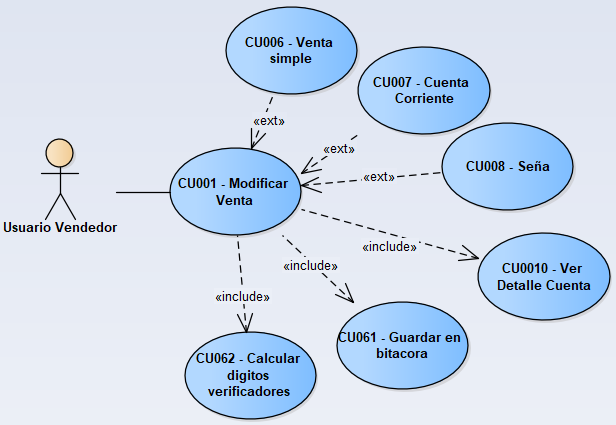 CU006 - Venta
simple
CU007 - Cuenta
Corriente
«ext»
«ext»
CU008 - Seña
«ext»
CU001 - Modificar
Venta
Usuario Vendedor
«include»
CU0010 - Ver
Detalle Cuenta
«include»
«include»
CU061 - Guardar en
bitacora
CU062 - Calcular
digitos
verificadores